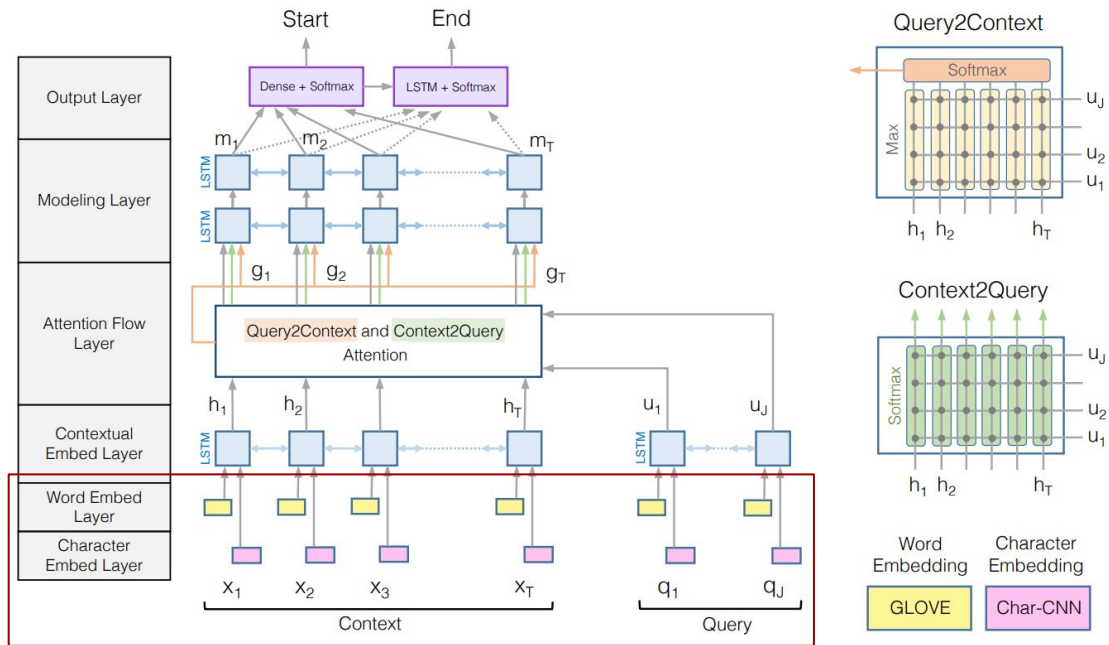 Start End
Output Layer
Dense + Softmax
LSTM + Softmax
m1 m2 mT
LSTM
Modeling Layer
LSTM
g1 g2 gT
Attention Flow
Layer
Query2Context and Context2Query
Attention
h1 h2 hT
u1 uJ
Contextual
Embed Layer
LSTM
LSTM
Word Embed
Layer
Character
Embed Layer
x1 x2 x3 xT
q1 qJ
Context
Query
Query2Context
Softmax
Max
uJ
u2
u1
h1 h2 hT
Context2Query
Softmax
uJ
u2
u1
h1 h2 hT
Word
Embedding
GLOVE
Character
Embedding
Char-CNN